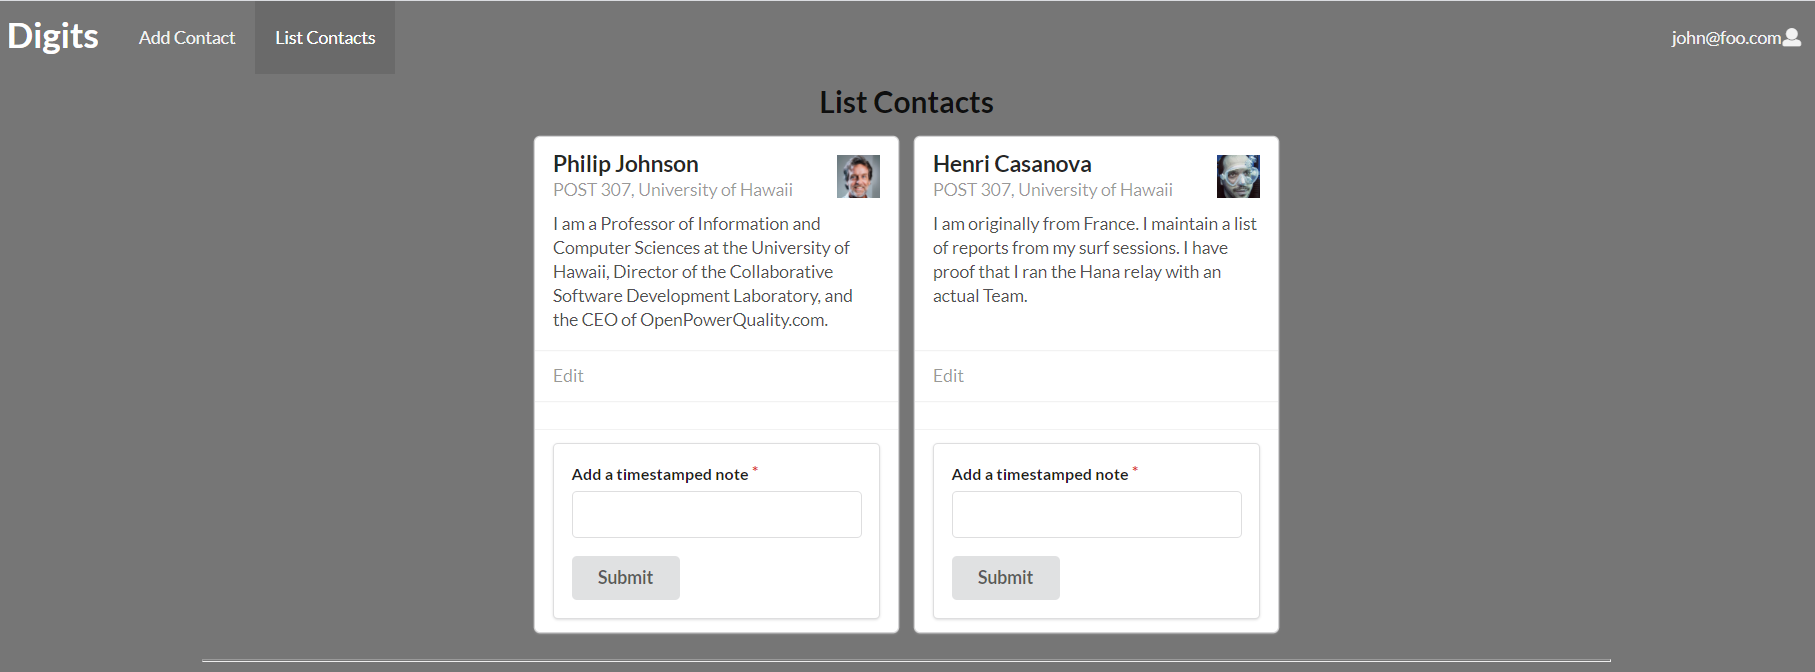 Digits
Add Contact
List Contacts
john@foo.com
List Contacts
Philip Johnson
POST 307, University of Hawaii
I am a Professor of Information and
Computer Sciences at the University of
Hawaii, Director of the Collaborative
Software Development Laboratory, and
the CEO of OpenPowerQuality.com.
Edit
Add a timestamped note *
Submit
Henri Casanova
POST 307, University of Hawaii
I am originally from France. I maintain a list
of reports from my surf sessions. I have
proof that I ran the Hana relay with an
actual Team.
Edit
Add a timestamped note *
Submit